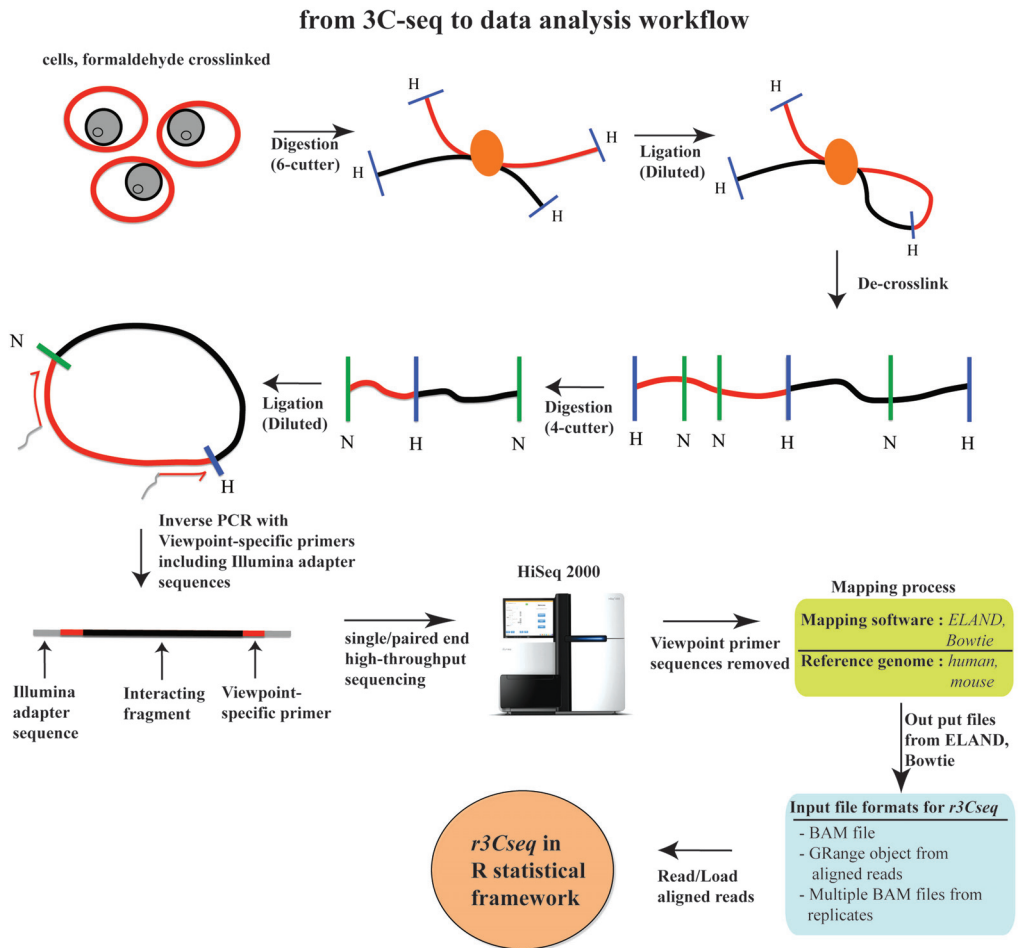 from 3C-seq to data analysis workflow
cells, formaldehyde crosslinked
Digestion
(6-cutter)
H
H
H
H
Ligation
(Diluted)
H
H
H
De-crosslink
N
H
Ligation
(Diluted)
N
H
N
Digestion
(4-cutter)
H
N
N
H
N
H
Inverse PCR with
Viewpoint-specific primers
including Illumina adapter
sequences
Illumina
adapter
sequence
Interacting
fragment
Viewpoint-
specific primer
single/paired end
high-throughput
sequencing
HiSeq 2000
Viewpoint primer
sequences removed
Mapping process
Mapping software : ELAND,
Bowtie
Reference genome : human,
mouse
Out put files
from ELAND,
Bowtie
Input file formats for r3Cseq
- BAM file
- GRange object from
aligned reads
- Multiple BAM files from
replicates
Read/Load
aligned reads
r3Cseq in
R statistical
framework